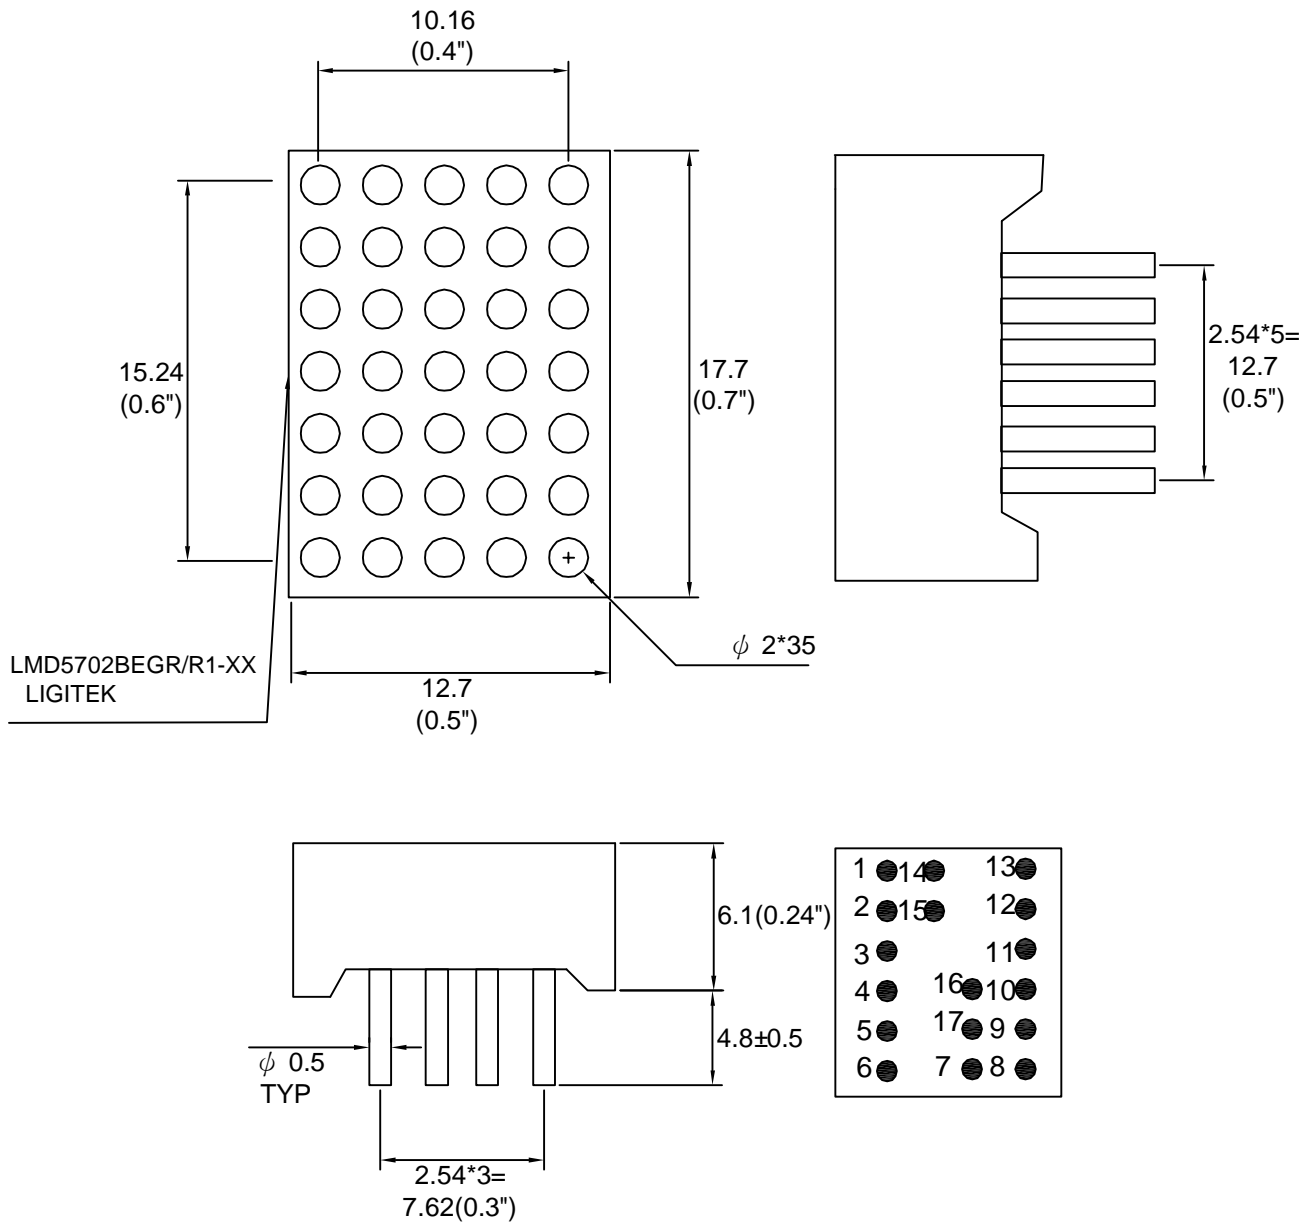 10.16
(0.4")
15.24
(0.6")
17.7
(0.7")
2.54*5=
12.7
(0.5")
LMD5702BEGR/R1-XX
LIGITEK
ϕ 2*35
12.7
(0.5")
6.1(0.24")
4.8±0.5
ϕ 0.5
TYP
2.54*3=
7.62(0.3")
1 14 13
2 15 12
3 11
4 16 10
5 17 9
6 7 8